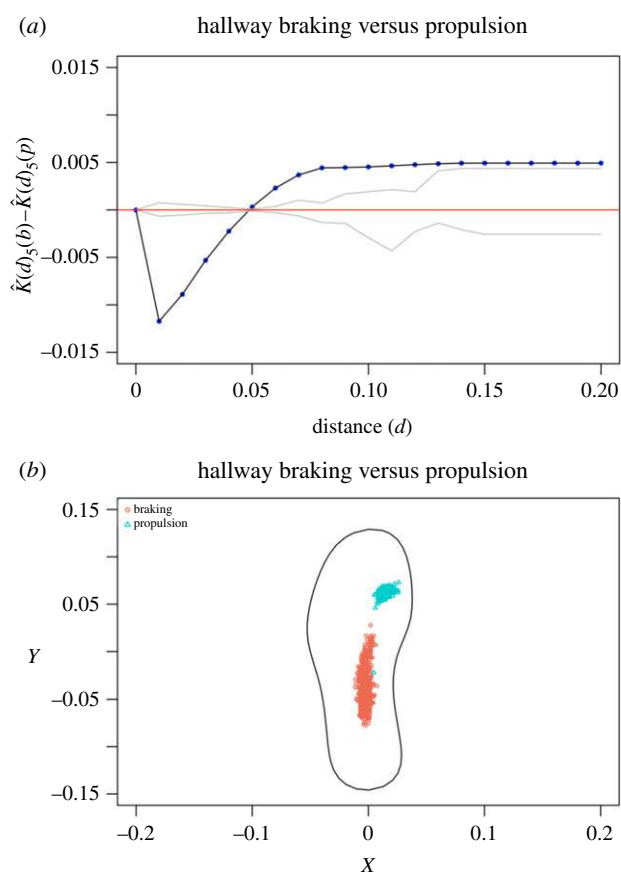 (a) hallway braking versus propulsion
0.015
0.005
–0.005
–0.015
K̂(d)₅(b)–K̂(d)₅(p)
0 0.05 0.10 0.15 0.20
distance (d)
(b) hallway braking versus propulsion
braking
propulsion
0.15
0.05
–0.05
–0.15
Y
–0.2 –0.1 0 0.1 0.2
X